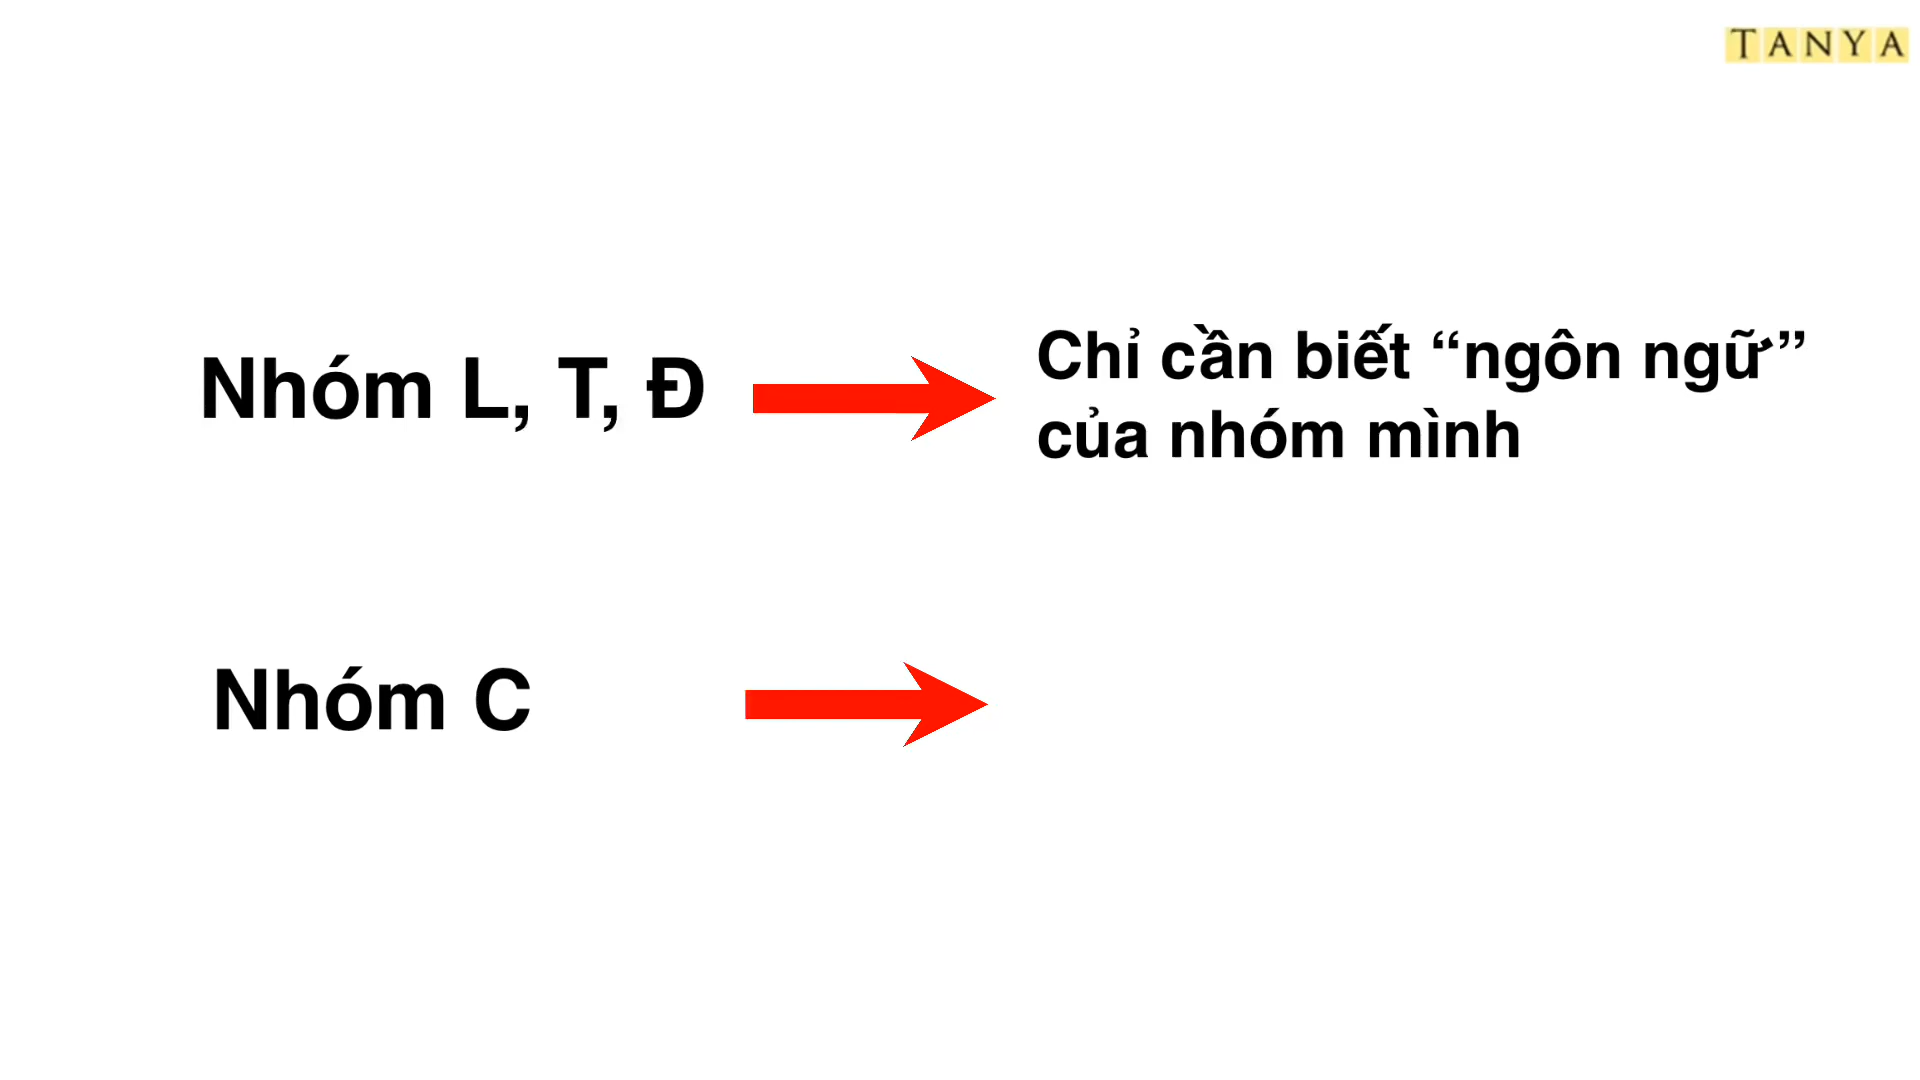 TANYA
Nhóm L, T, Đ
Chỉ cần biết “ngôn ngữ”
của nhóm mình
Nhóm C